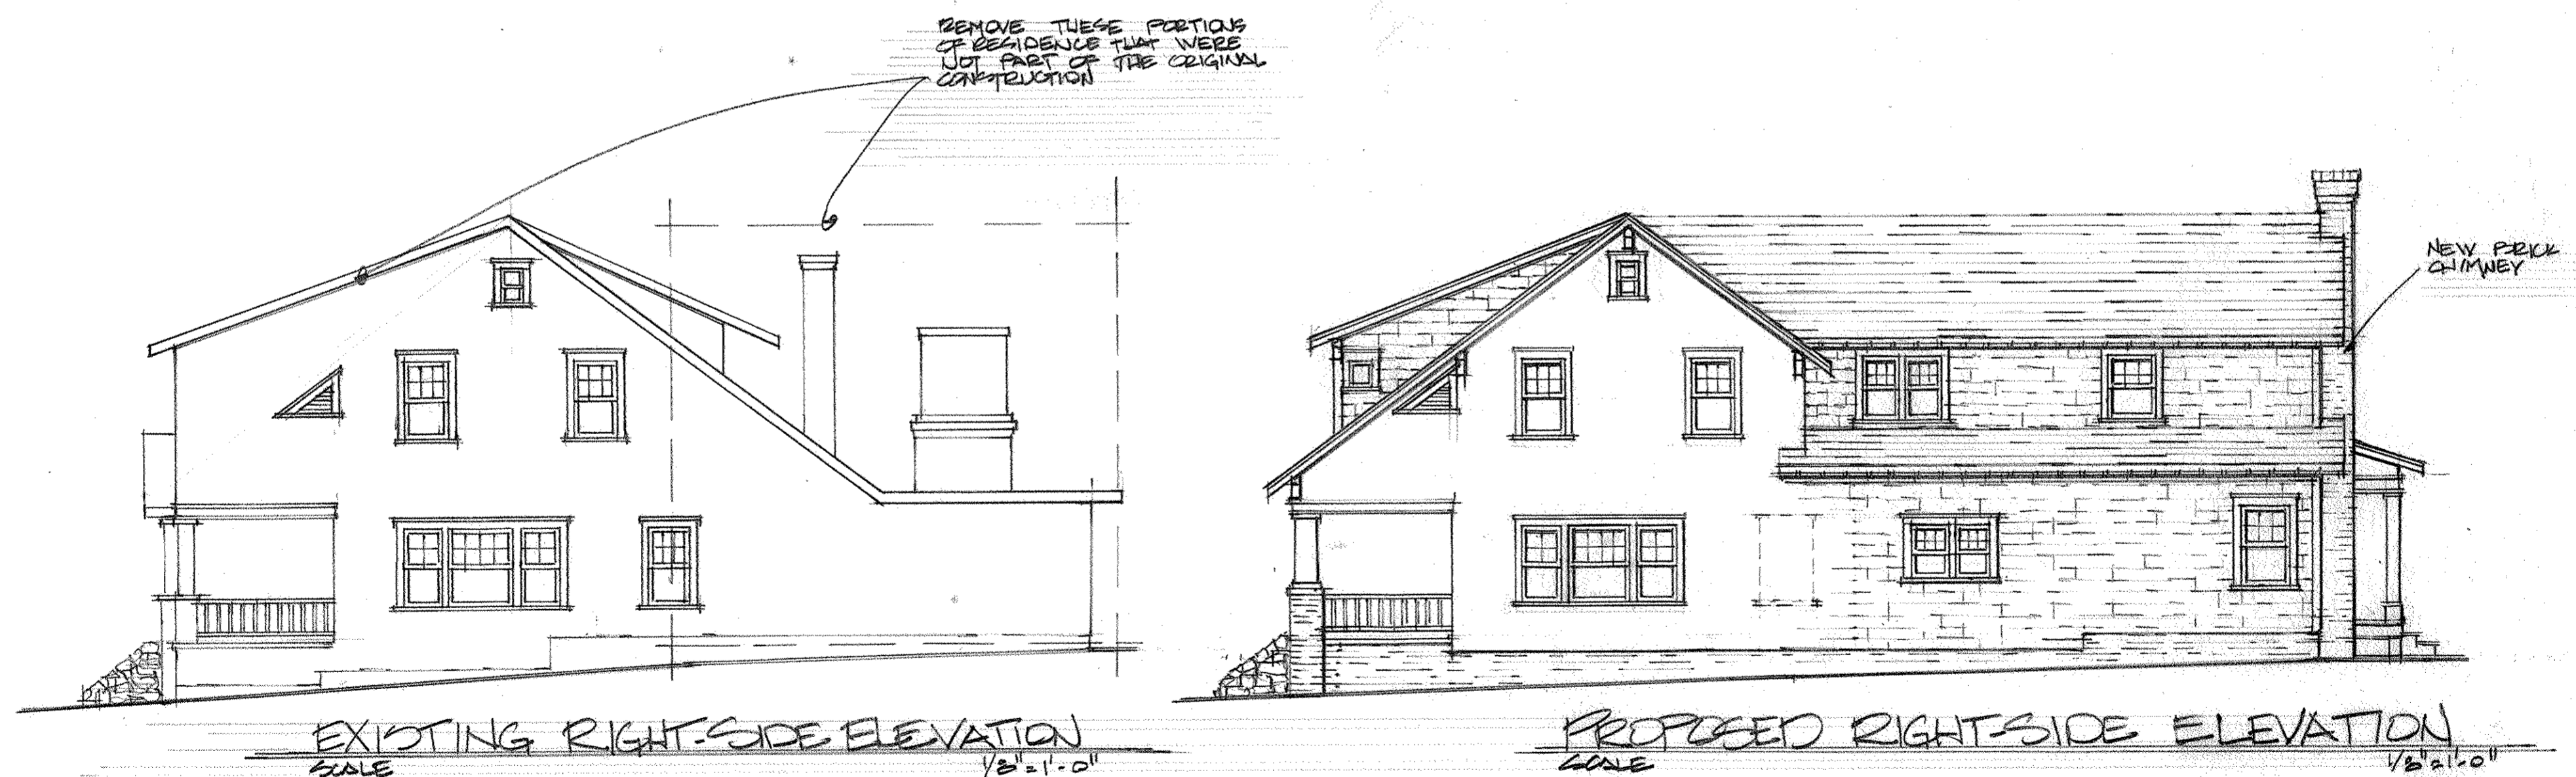 REMOVE THESE PORTIONS
OF RESIDENCE THAT WERE
NOT PART OF THE ORIGINAL
CONSTRUCTION
NEW BRICK
CHIMNEY
EXISTING RIGHT-SIDE ELEVATION
SCALE 1/8"=1'-0"
PROPOSED RIGHT-SIDE ELEVATION
SCALE 1/8"=1'-0"